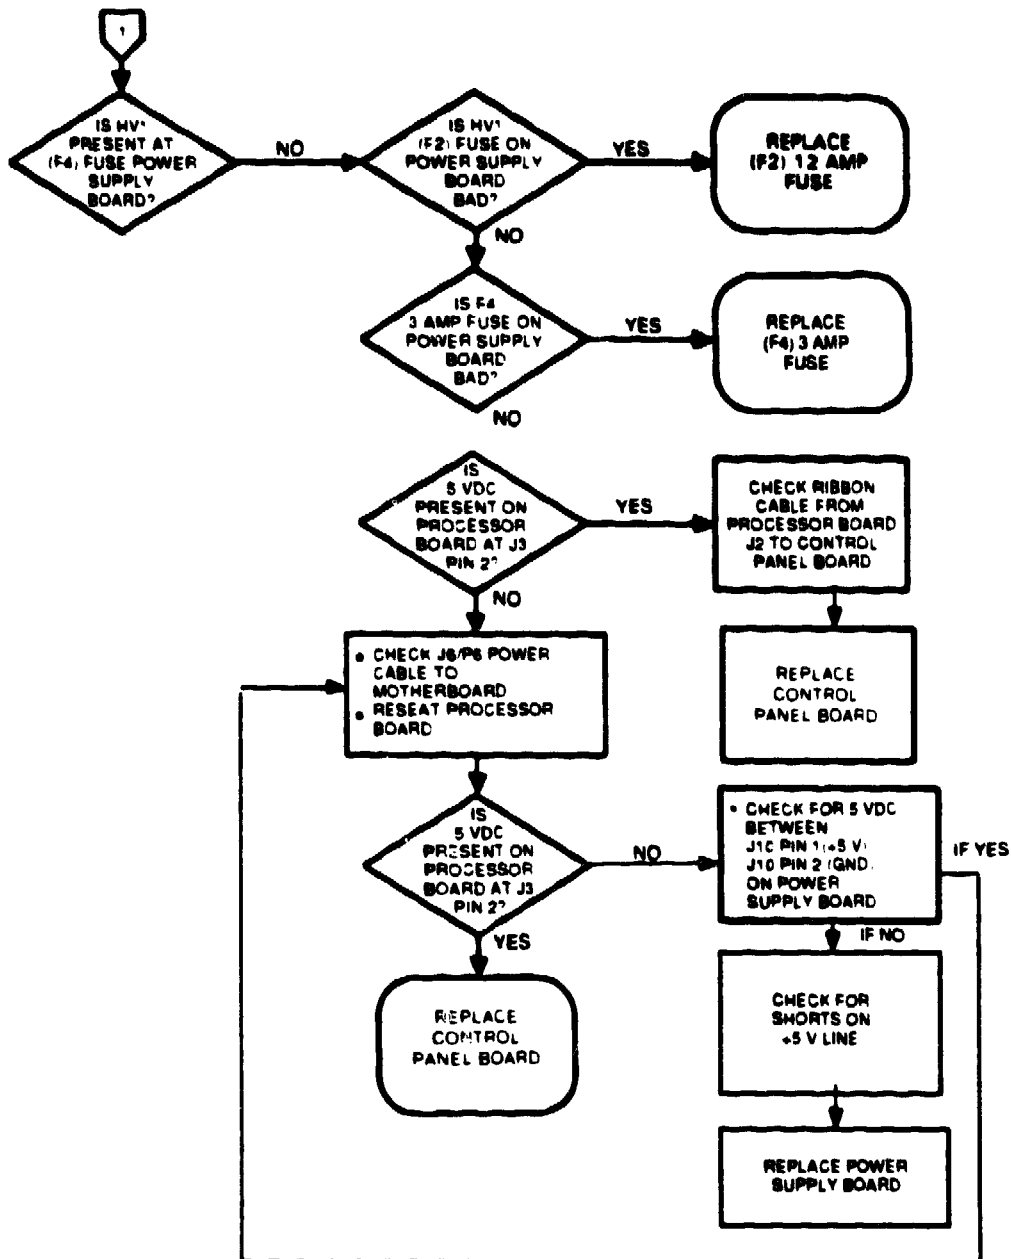 1
IS HV*
PRESENT AT
(F4) FUSE POWER
SUPPLY
BOARD?
NO
IS HV*
(F2) FUSE ON
POWER SUPPLY
BOARD
BAD?
YES
REPLACE
(F2) 12 AMP
FUSE
NO
IS F4
3 AMP FUSE ON
POWER SUPPLY
BOARD
BAD?
YES
REPLACE
(F4) 3 AMP
FUSE
NO
IS
5 VDC
PRESENT ON
PROCESSOR
BOARD AT J3
PIN 2?
YES
CHECK RIBBON
CABLE FROM
PROCESSOR BOARD
J2 TO CONTROL
PANEL BOARD
NO
• CHECK J6/P6 POWER
CABLE TO
MOTHERBOARD
• RESEAT PROCESSOR
BOARD
REPLACE
CONTROL
PANEL BOARD
IS
5 VDC
PRESENT ON
PROCESSOR
BOARD AT J3
PIN 2?
NO
• CHECK FOR 5 VDC
BETWEEN
J10 PIN 1 (+5 V)
J10 PIN 2 (GND)
ON POWER
SUPPLY BOARD
IF YES
YES
IF NO
REPLACE
CONTROL
PANEL BOARD
CHECK FOR
SHORTS ON
+5 V LINE
REPLACE POWER
SUPPLY BOARD